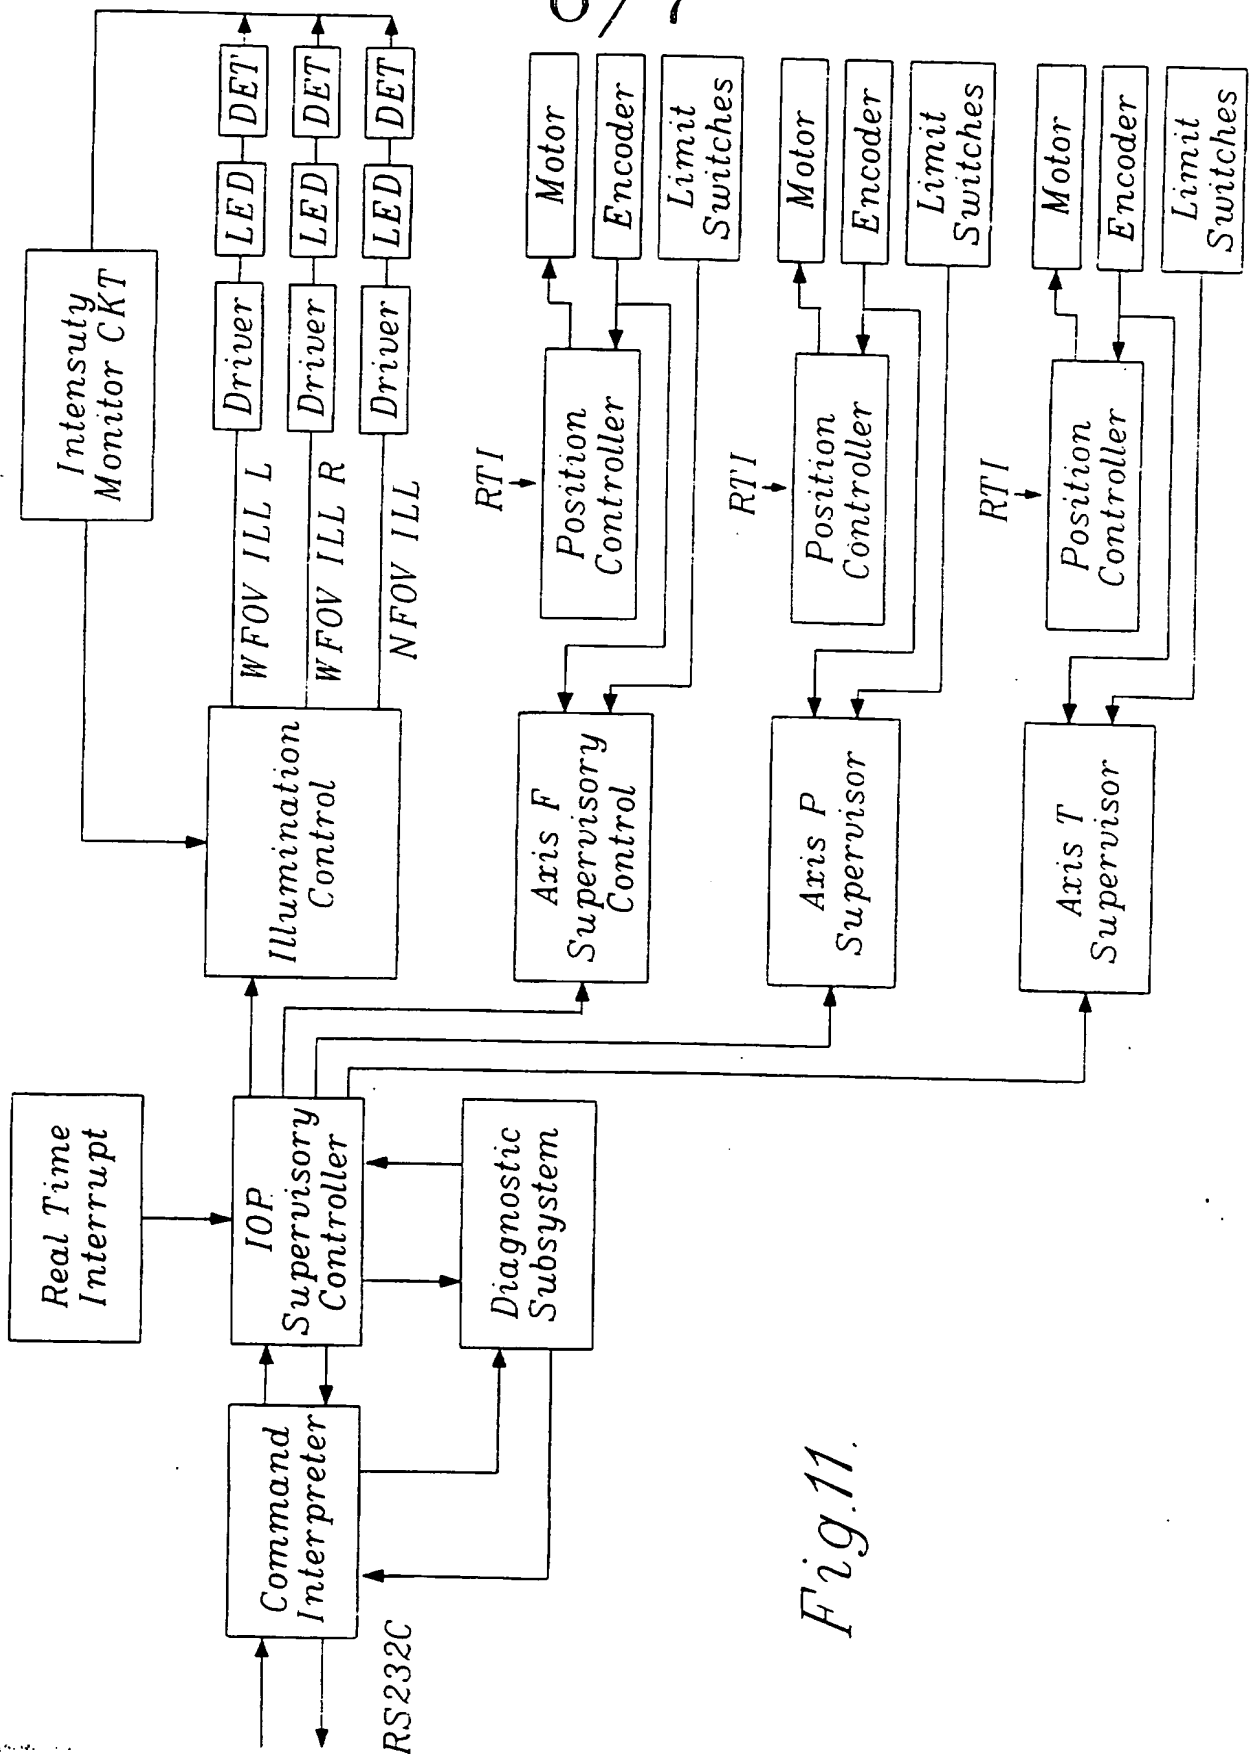 6/7
Real Time
Interrupt
Intensuty
Monitor CKT
RS232C
Command
Interpreter
IOP
Supervisory
Controller
Diagnostic
Subsystem
Illumination
Control
WFOV ILL L
Driver
LED
DET
WFOV ILL R
Driver
LED
DET
NFOV ILL
Driver
LED
DET
Axis F
Supervisory
Control
RTI
Position
Controller
Motor
Encoder
Limit
Switches
Axis P
Supervisor
RTI
Position
Controller
Motor
Encoder
Limit
Switches
Axis T
Supervisor
RTI
Position
Controller
Motor
Encoder
Limit
Switches
Fig.11.